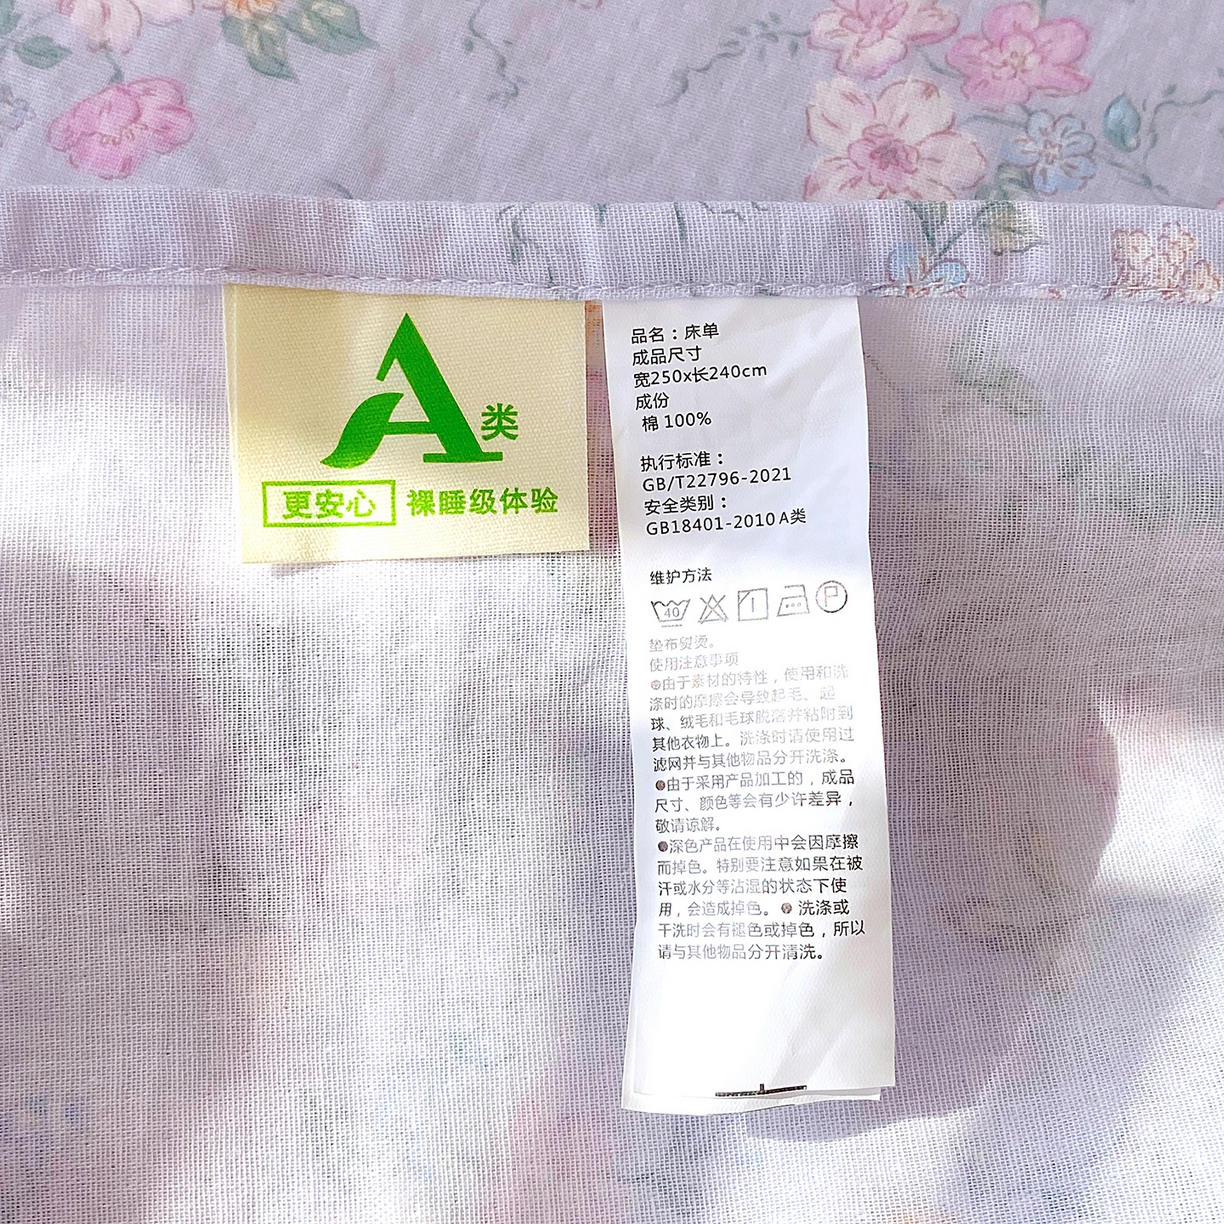 A类
更安心 裸睡级体验
品名：床单
成品尺寸
宽250x长240cm
成份
棉 100%
执行标准：
GB/T22796-2021
安全类别：
GB18401-2010 A类
维护方法
40 P
垫布熨烫。
使用注意事项
●由于素材的特性，使用和洗
涤时的摩擦会导致起毛、起
球、绒毛和毛球脱落并粘附到
其他衣物上。洗涤时请使用过
滤网并与其他物品分开洗涤。
●由于采用产品加工的，成品
尺寸、颜色等会有少许差异，
敬请谅解。
●深色产品在使用中会因摩擦
而掉色。特别要注意如果在被
汗或水分等沾湿的状态下使
用，会造成掉色。● 洗涤或
干洗时会有褪色或掉色，所以
请与其他物品分开清洗。